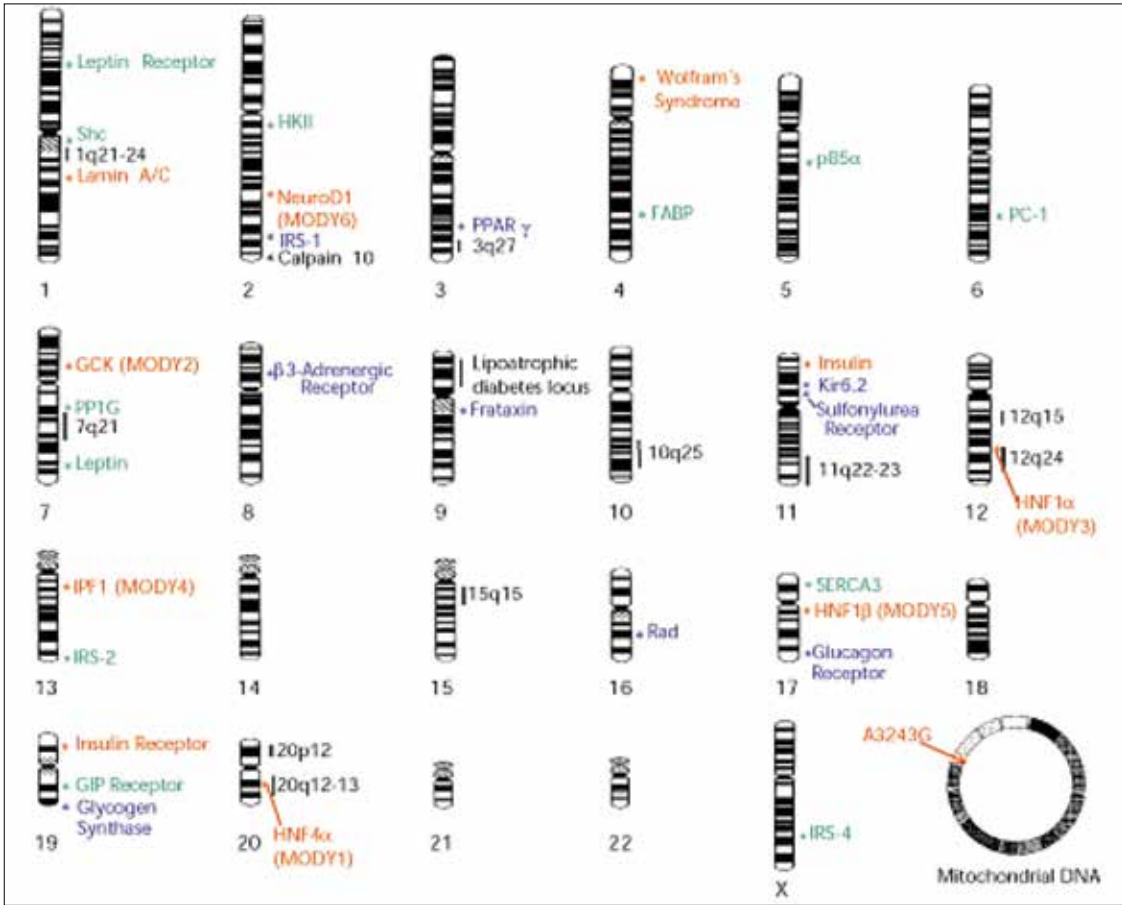 Leptin Receptor
Shc
1q21-24
Lamin A/C
1
HKII
NeuroD1
(MODY6)
IRS-1
Calpain 10
2
PPAR γ
3q27
3
Wolfram's
Syndrome
FABP
4
p85α
5
PC-1
6
GCK (MODY2)
PP1G
7q21
Leptin
7
β3-Adrenergic
Receptor
8
Lipoatrophic
diabetes locus
Frataxin
9
10q25
10
Insulin
Kir6.2
Sulfonylurea
Receptor
11q22-23
11
12q15
12q24
HNF1α
(MODY3)
12
IPF1 (MODY4)
IRS-2
13
14
15q15
15
Rad
16
SERCA3
HNF1β (MODY5)
Glucagon
Receptor
17
18
Insulin Receptor
GIP Receptor
Glycogen
Synthase
19
20p12
20q12-13
HNF4α
(MODY1)
20
21
22
IRS-4
X
A3243G
Mitochondrial DNA